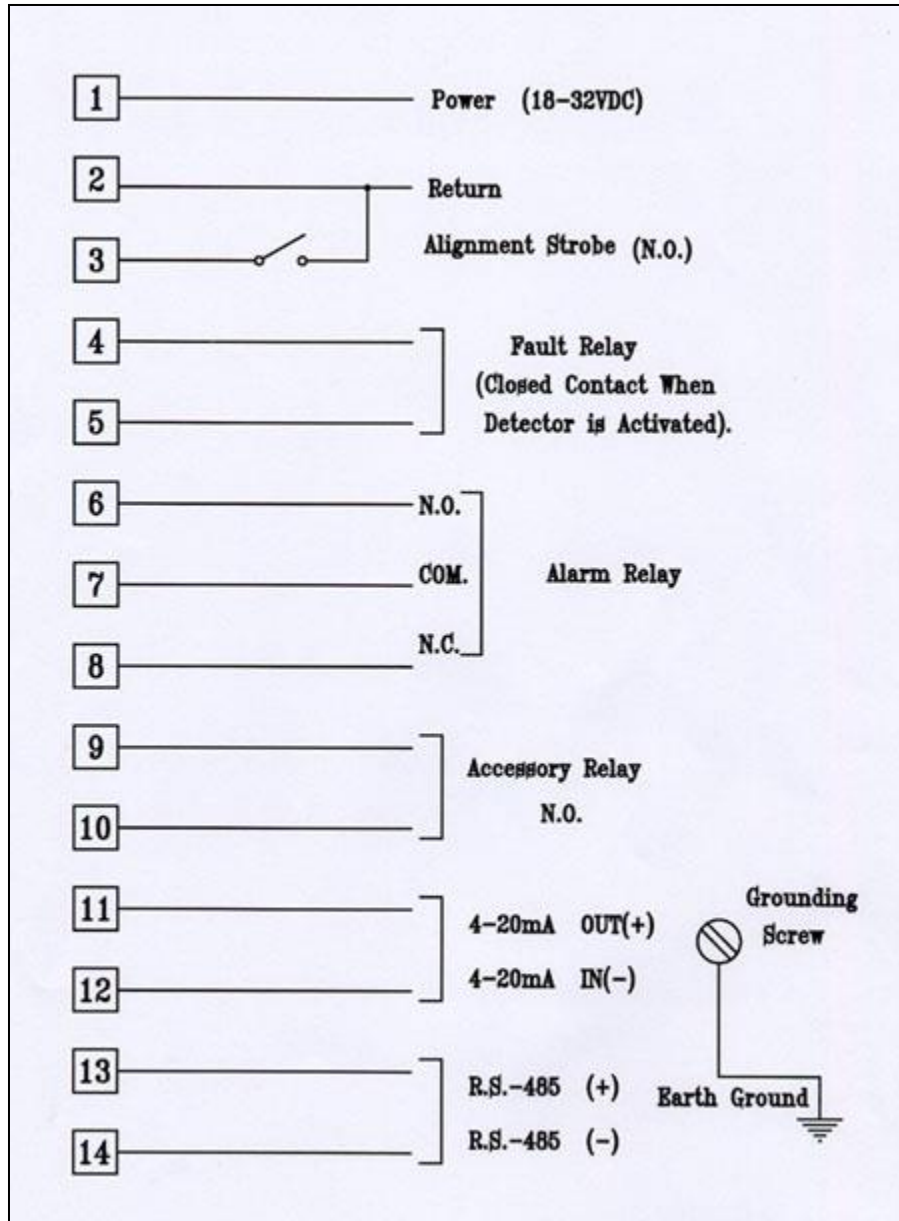 1 Power (18-32VDC)
2 Return
3 Alignment Strobe (N.O.)
4 Fault Relay
(Closed Contact When
5 Detector is Activated).
6 N.O.
7 COM. Alarm Relay
8 N.C.
9 Accessory Relay
10 N.O.
11 4-20mA OUT(+)
12 4-20mA IN(-)
13 R.S.-485 (+)
14 R.S.-485 (-)
Grounding
Screw
Earth Ground